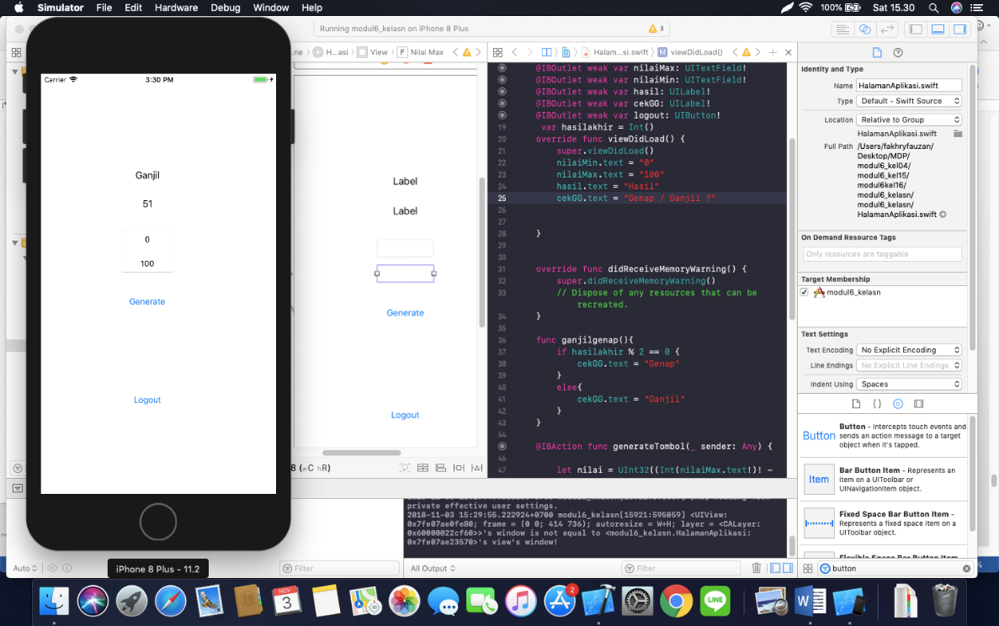 Simulator File Edit Hardware Debug Window Help 100% Sat 15.30
Running modul6_kelasn on iPhone 8 Plus 3
.ne H...asi View F Nilai Max
Halam...si.swift M viewDidLoad()
Carrier 3:30 PM
Ganjil
51
0
100
Generate
Logout
iPhone 8 Plus - 11.2
Label
Label
Generate
Logout
8 (wC hR)
@IBOutlet weak var nilaiMax: UITextField!
@IBOutlet weak var nilaiMin: UITextField!
@IBOutlet weak var hasil: UILabel!
@IBOutlet weak var cekGG: UILabel!
@IBOutlet weak var logout: UIButton!
19 var hasilakhir = Int()
20 override func viewDidLoad() {
21 super.viewDidLoad()
22 nilaiMin.text = "0"
23 nilaiMax.text = "100"
24 hasil.text = "Hasil"
25 cekGG.text = "Genap / Ganjil ?"
26
27
28 }
29
30
31 override func didReceiveMemoryWarning() {
32 super.didReceiveMemoryWarning()
33 // Dispose of any resources that can be
recreated.
34 }
35
36 func ganjilgenap(){
37 if hasilakhir % 2 == 0 {
38 cekGG.text = "Genap"
39 }
40 else{
41 cekGG.text = "Ganjil"
42 }
43 }
44
@IBAction func generateTombol(_ sender: Any) {
46
47 let nilai = UInt32((Int(nilaiMax.text!)! -
private effective user settings.
2018-11-03 15:29:55.222924+0700 modul6_kelasn[15921:595059] <UIView:
0x7fe07ae0fe80; frame = (0 0; 414 736); autoresize = W+H; layer = <CALayer:
0x60000022cf60>>'s window is not equal to <modul6_kelasn.HalamanAplikasi:
0x7fe07ae23570>'s view's window!
Auto
Filter
All Output
Filter
Identity and Type
Name HalamanAplikasi.swift
Type Default - Swift Source
Location Relative to Group
HalamanAplikasi.swift
Full Path /Users/fakhryfauzan/
Desktop/MDP/
modul6_kel04/
modul6_kel15/
modul6kel16/
modul6_kelasn/
modul6_kelasn/
HalamanAplikasi.swift
On Demand Resource Tags
Only resources are taggable
Target Membership
modul6_kelasn
Text Settings
Text Encoding No Explicit Encoding
Line Endings No Explicit Line Endings
Indent Using Spaces
Button
Button - Intercepts touch events and
sends an action message to a target
object when it's tapped.
Item
Bar Button Item - Represents an
item on a UIToolbar or
UINavigationItem object.
Fixed Space Bar Button Item -
Represents a fixed space item on a
UIToolbar object.
Flexible Space Bar Button Item
button
NOV
3
2
W
LINE